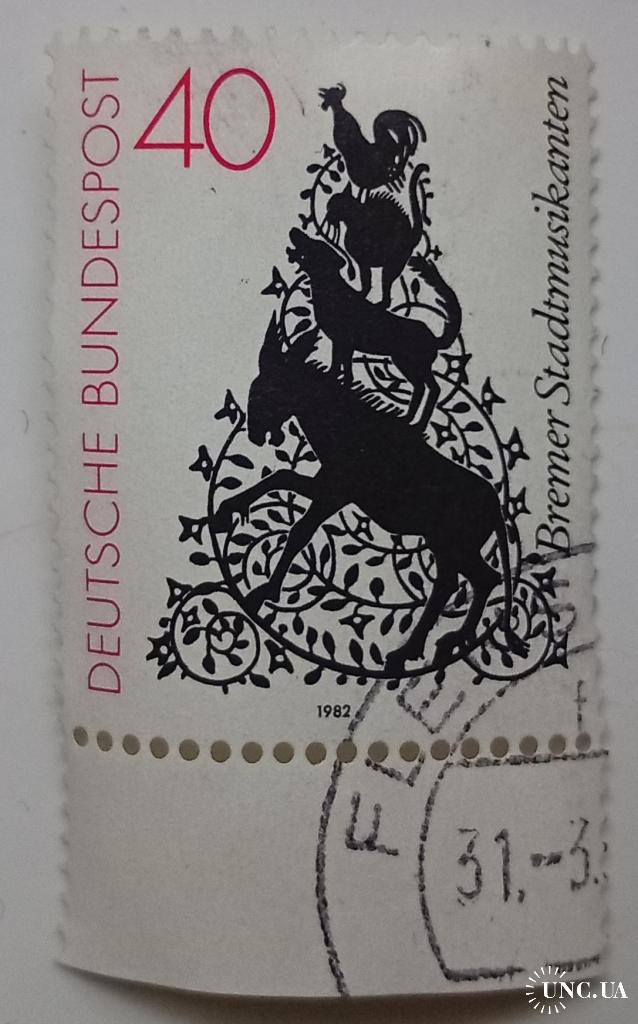 40
DEUTSCHE BUNDESPOST
Bremer Stadtmusikanten
1982
31.-3.
UNC.UA